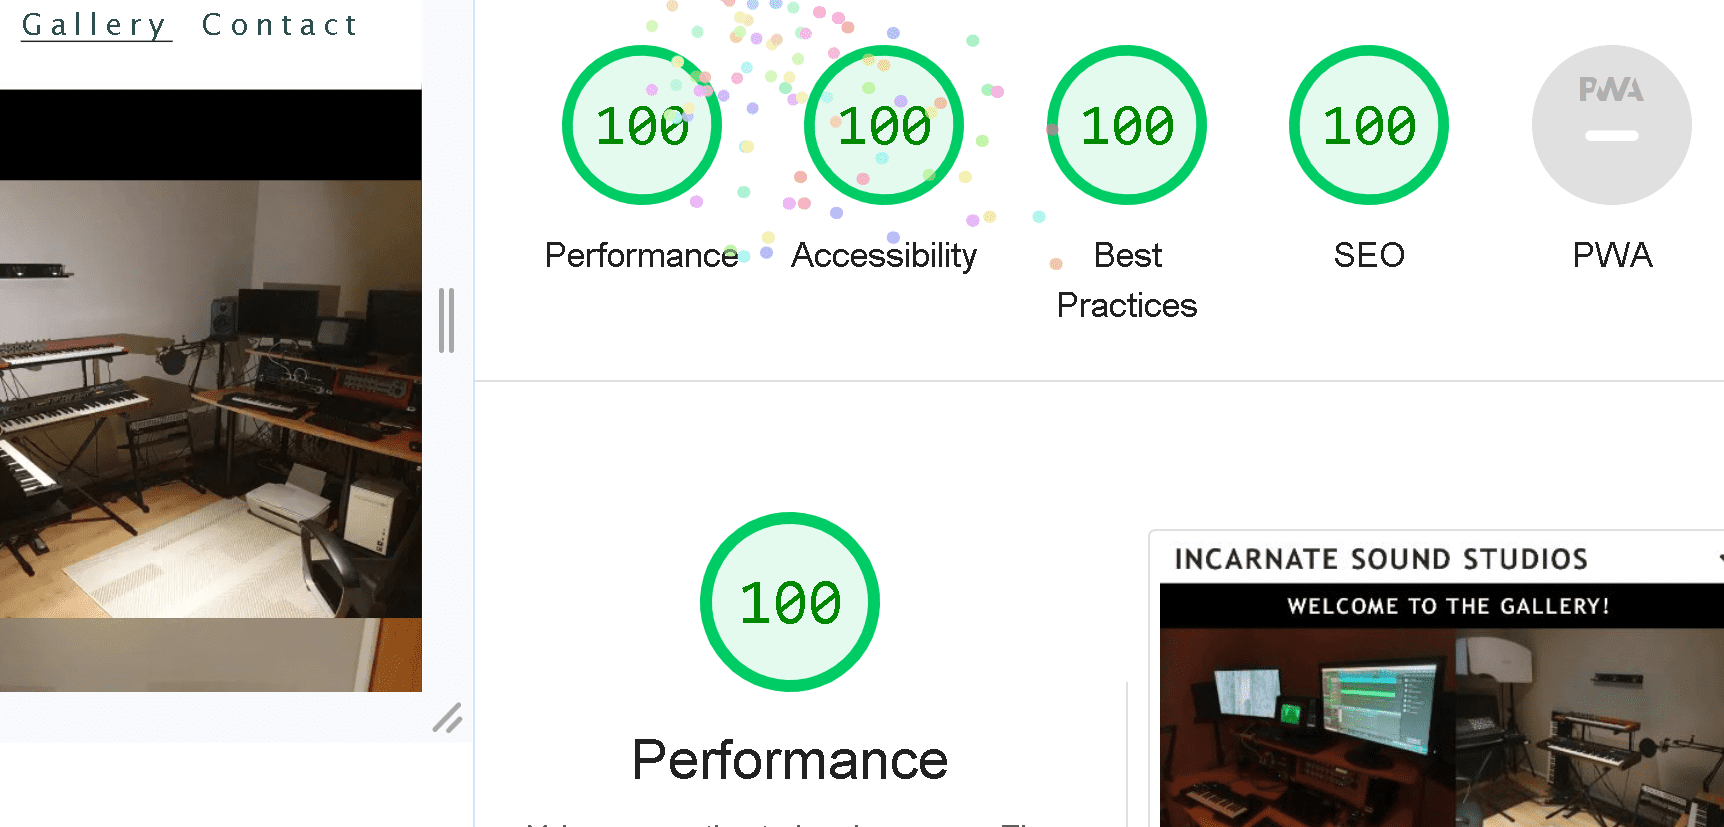 Gallery Contact
100
100
100
100
PWA
Performance
Accessibility
Best
Practices
SEO
PWA
100
Performance
INCARNATE SOUND STUDIOS
WELCOME TO THE GALLERY!